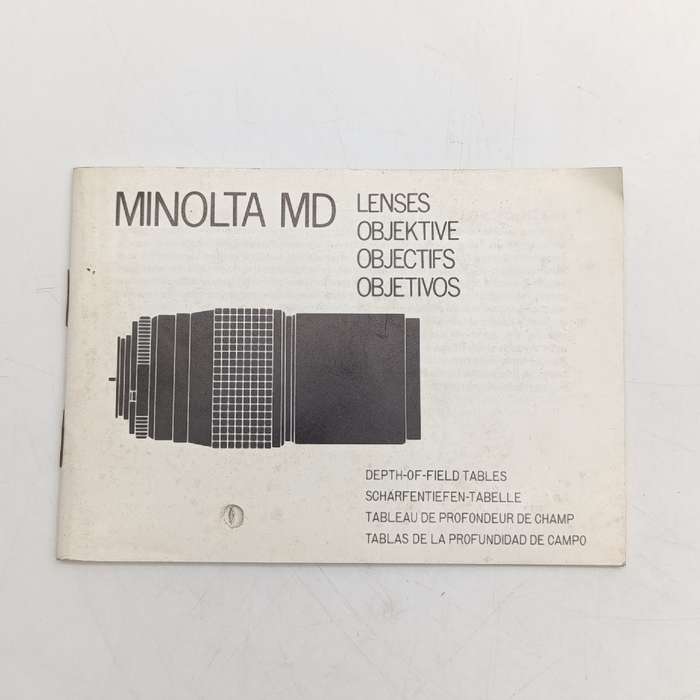 MINOLTA MD
LENSES
OBJEKTIVE
OBJECTIFS
OBJETIVOS
DEPTH-OF-FIELD TABLES
SCHARFENTIEFEN-TABELLE
TABLEAU DE PROFONDEUR DE CHAMP
TABLAS DE LA PROFUNDIDAD DE CAMPO